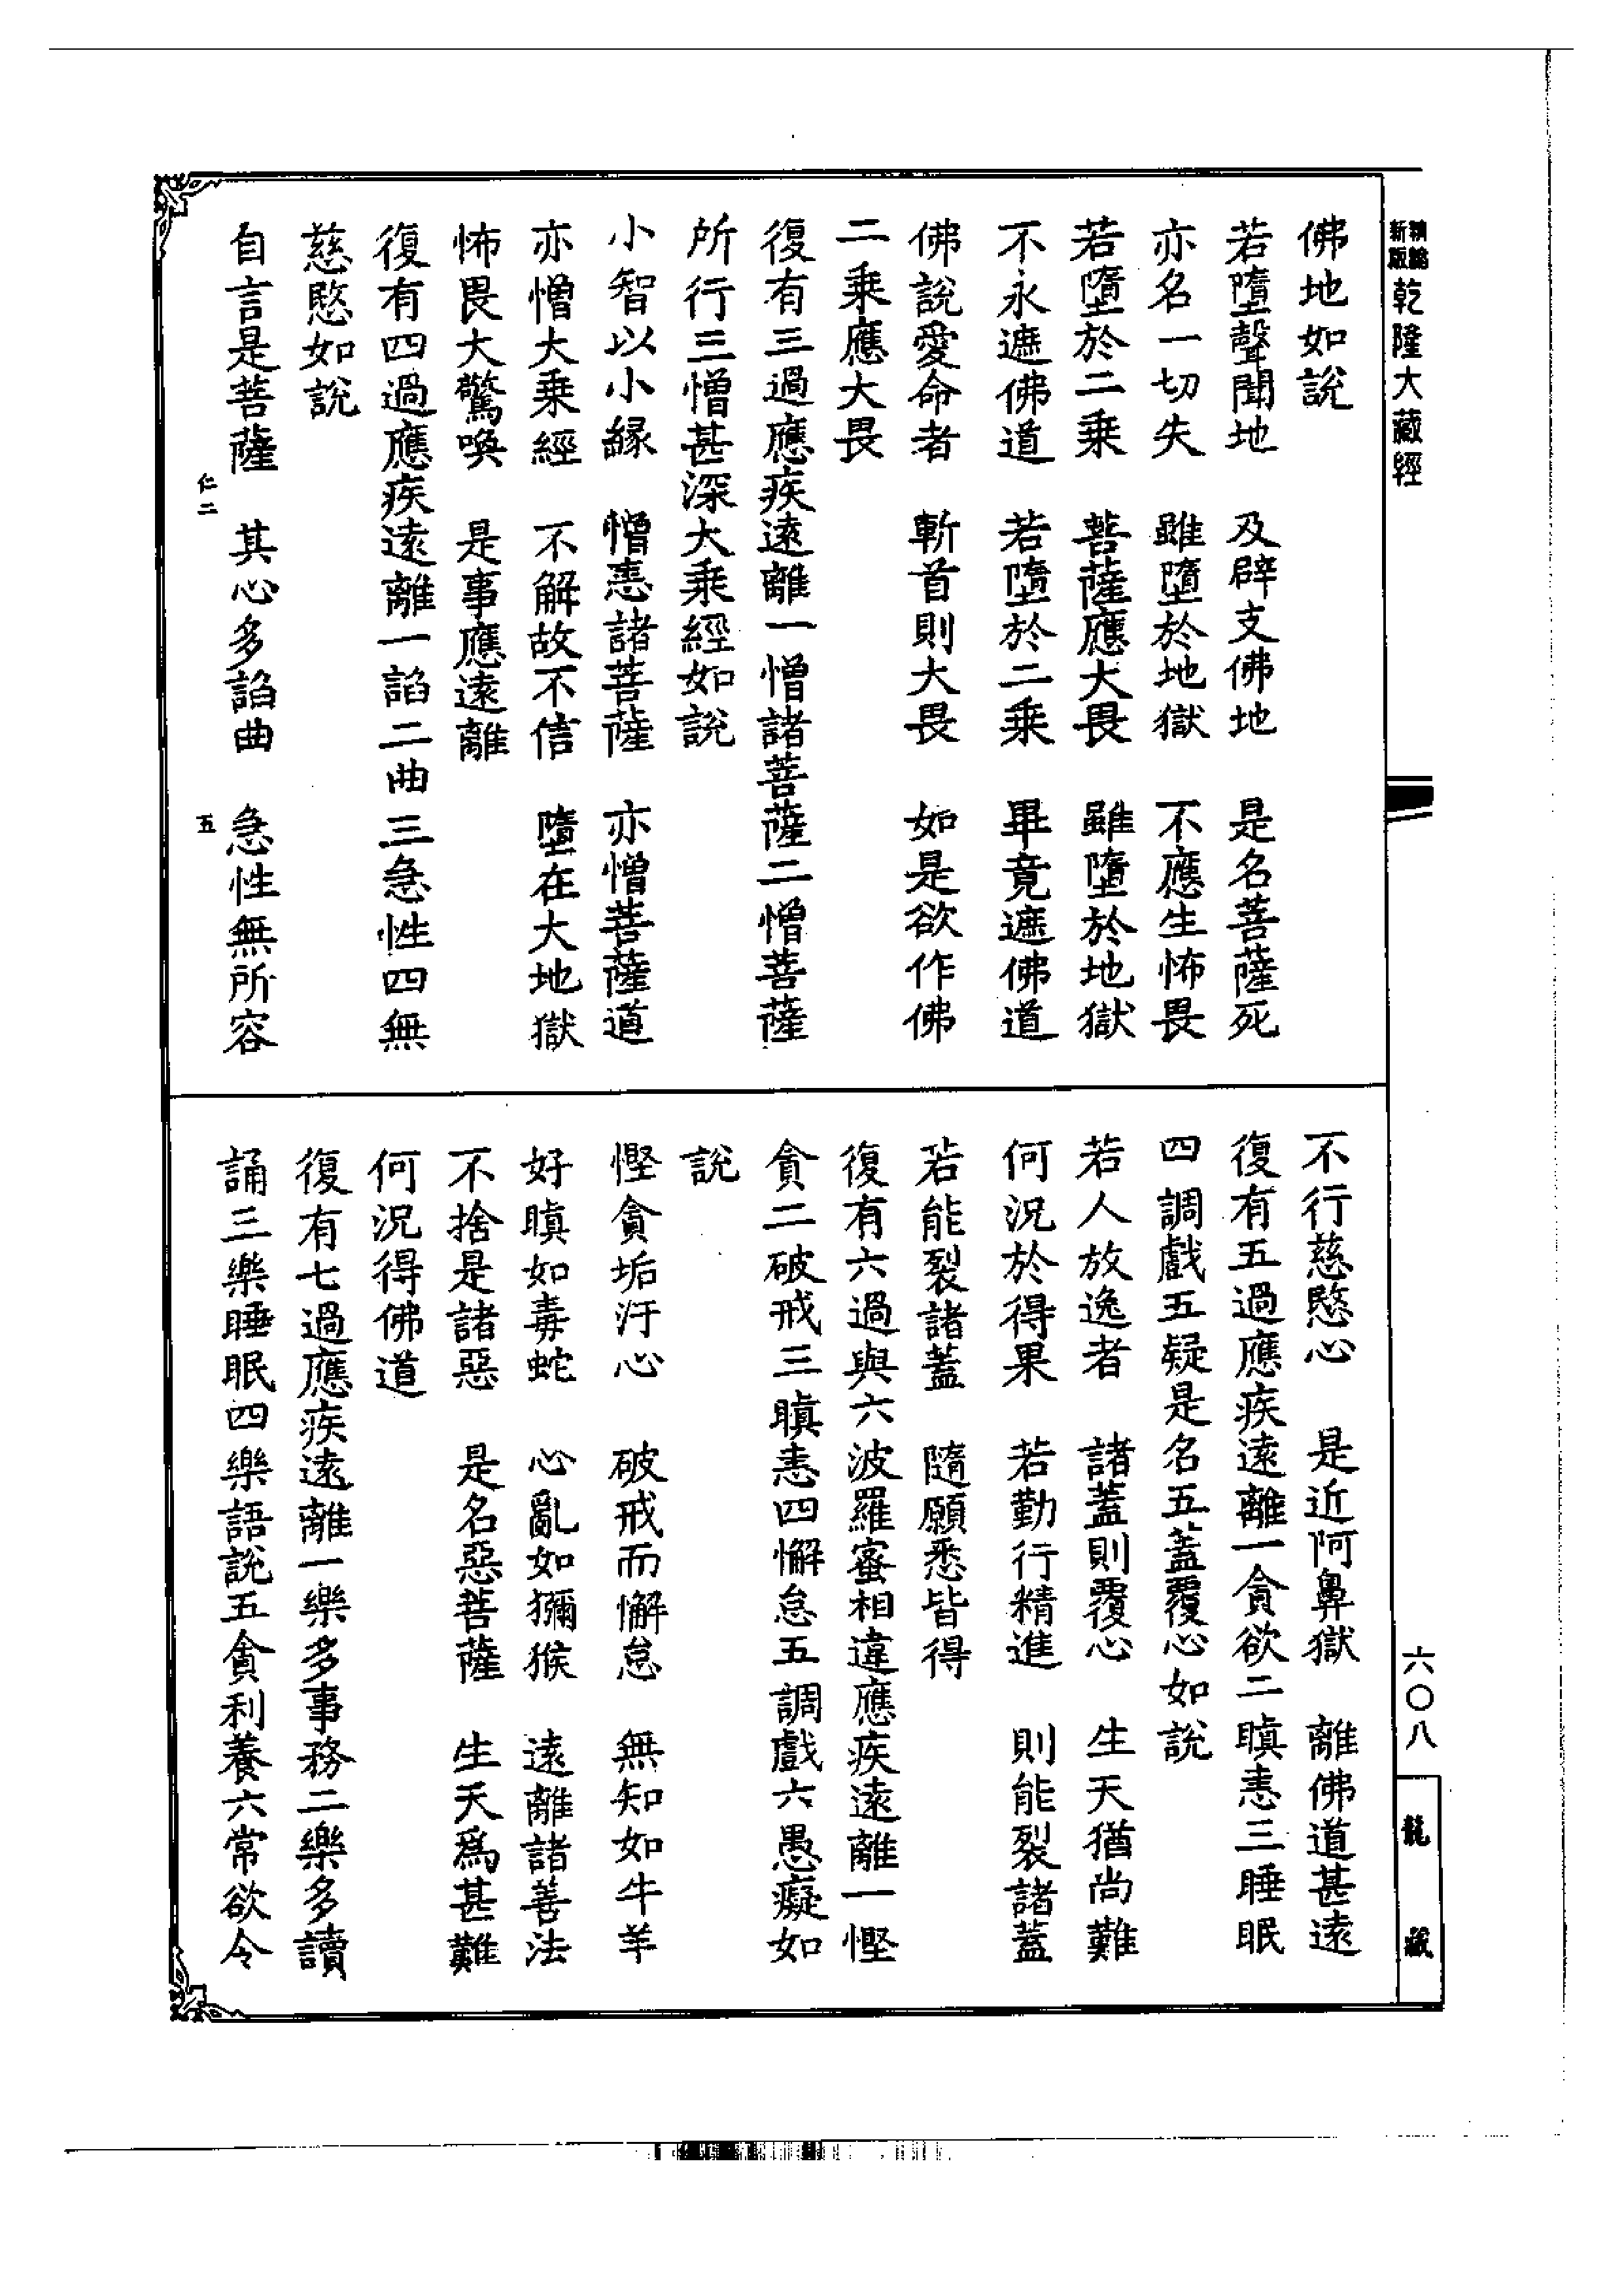 新版
精縮
乾隆大藏經
佛地如說
若墮聲聞地　及辟支佛地　是名菩薩死
亦名一切失　雖墮於地獄　不應生怖畏
若墮於二乘　菩薩應大畏　雖墮於地獄
不永遮佛道　若墮於二乘　畢竟遮佛道
佛說愛命者　斬首則大畏　如是欲作佛
二乘應大畏
復有三過應疾遠離一憎諸菩薩二憎菩薩
所行三憎甚深大乘經如說
小智以小緣　憎恚諸菩薩　亦憎菩薩道
亦憎大乘經　不解故不信　墮在大地獄
怖畏大驚喚　是事應遠離
復有四過應疾遠離一諂二曲三急性四無
慈愍如說
自言是菩薩　其心多諂曲　急性無所容
仁二　五
不行慈愍心　是近阿鼻獄　離佛道甚遠
復有五過應疾遠離一貪欲二瞋恚三睡眠
四調戲五疑是名五蓋覆心如說
若人放逸者　諸蓋則覆心　生天猶尚難
何況於得果　若勤行精進　則能裂諸蓋
若能裂諸蓋　隨願悉皆得
復有六過與六波羅蜜相違應疾遠離一慳
貪二破戒三瞋恚四懈怠五調戲六愚癡如
說
慳貪垢汙心　破戒而懈怠　無知如牛羊
好瞋如毒蛇　心亂如獼猴　遠離諸善法
不捨是諸惡　是名惡菩薩　生天為甚難
何況得佛道
復有七過應疾遠離一樂多事務二樂多讀
誦三樂睡眠四樂語說五貪利養六常欲令
六〇八
龍藏